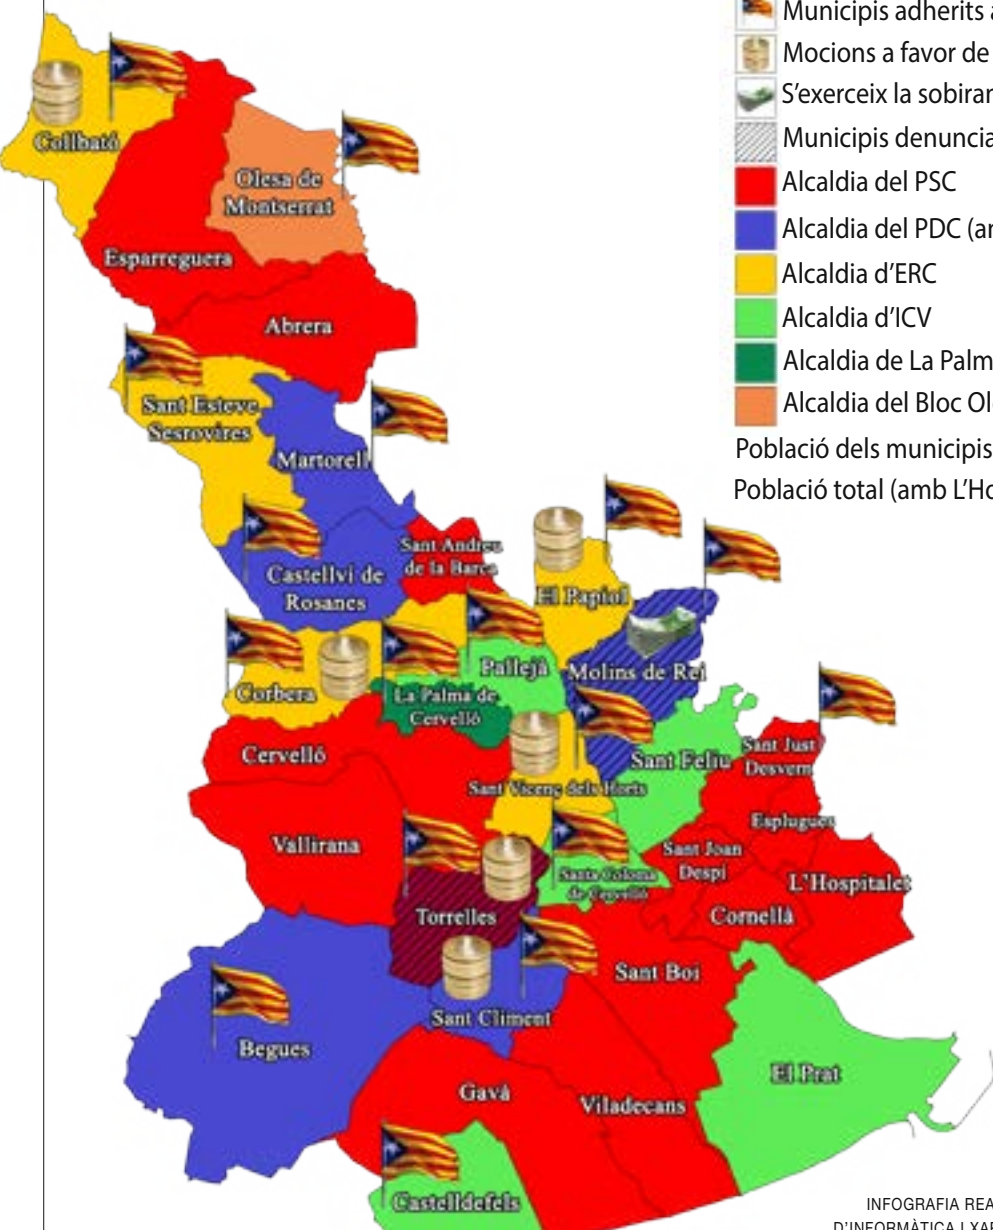 Municipis adherits a
Mocions a favor de
S'exerceix la sobiran
Municipis denuncia
Alcaldia del PSC
Alcaldia del PDC (an
Alcaldia d'ERC
Alcaldia d'ICV
Alcaldia de La Palm
Alcaldia del Bloc Ol
Població dels municipis
Població total (amb L'Ho
Collbató
Olesa de
Montserrat
Esparreguera
Abrera
Sant Esteve
Sesrovires
Martorell
Sant Andreu
de la Barca
Castellví de
Rosanes
El Papiol
Pallejà
Molins de Rei
Corbera
La Palma de
Cervelló
Cervelló
Sant Feliu
Sant Just
Desvern
Sant Vicenç dels Horts
Esplugues
Vallirana
Sant Joan
Despí
Santa Coloma
de Cervelló
L'Hospitalet
Torrelles
Cornellà
Sant Boi
Sant Climent
Begues
El Prat
Gavà
Viladecans
Castelldefels
INFOGRAFIA REA
D'INFORMÀTICA I XA